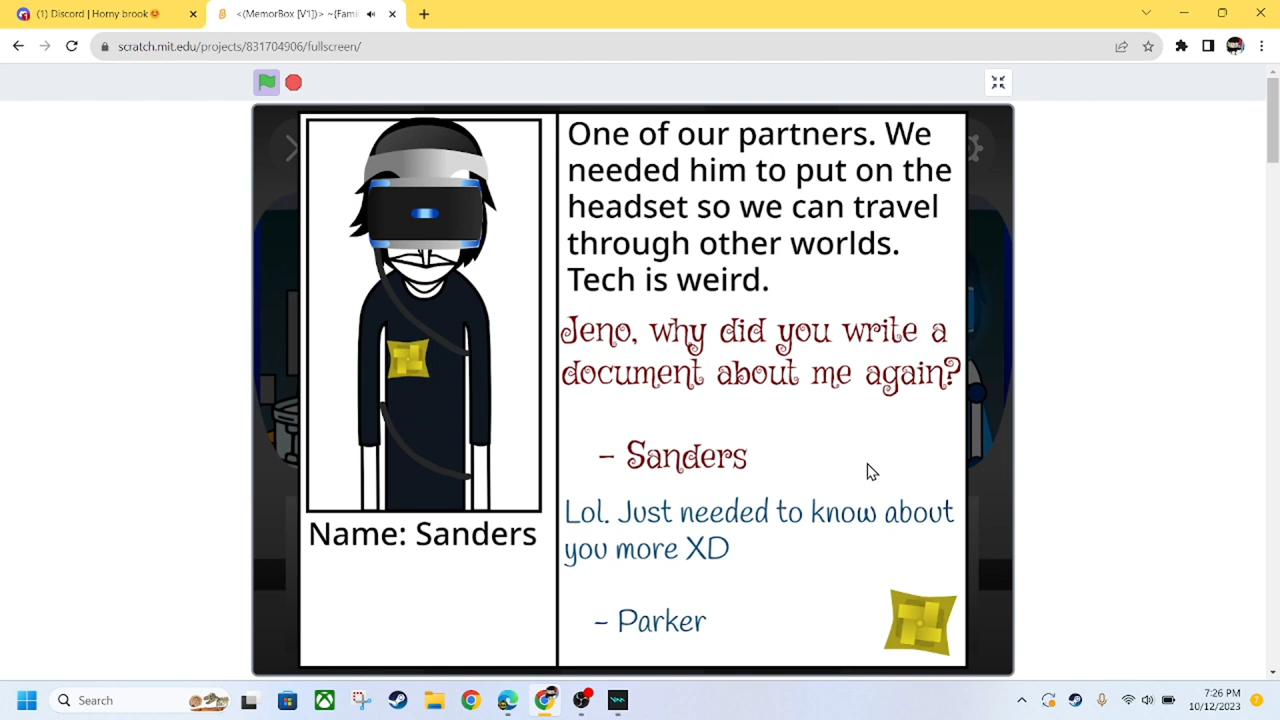 (1) Discord | Horny brook
<(MemorBox [V1])> ~{Fami
scratch.mit.edu/projects/831704906/fullscreen/
One of our partners. We
needed him to put on the
headset so we can travel
through other worlds.
Tech is weird.
Jeno, why did you write a
document about me again?
- Sanders
Lol. Just needed to know about
you more XD
- Parker
Name: Sanders
Search
7:26 PM
10/12/2023
7